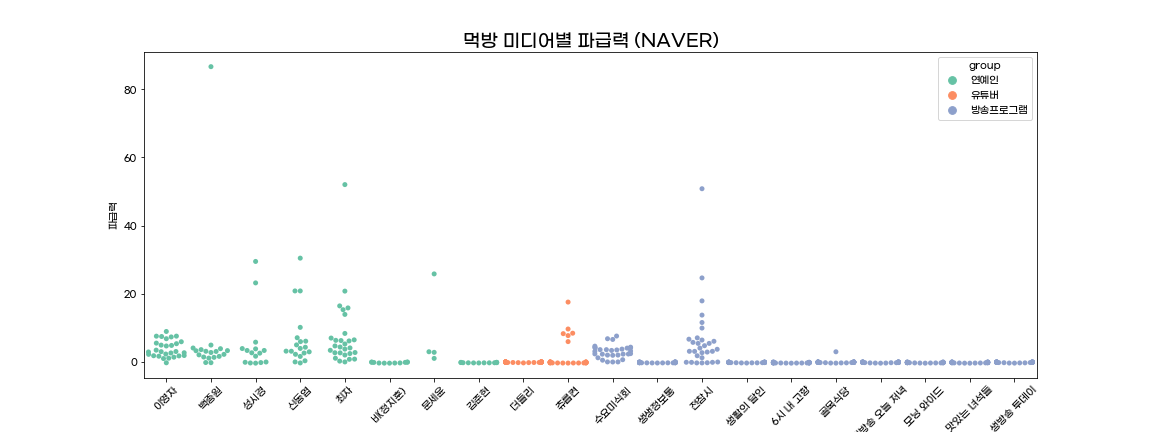 먹방 미디어별 파급력 (NAVER)
group
연예인
유튜버
방송프로그램
파급력
80
60
40
20
0
이영자
백종원
성시경
신동엽
최자
비(정지훈)
문세윤
김준현
더들리
쮸릅켠
수요미식회
생생정보통
전참시
생활의 달인
6시 내 고향
골목식당
오늘 저녁
모닝 와이드
맛있는 녀석들
생방송 투데이